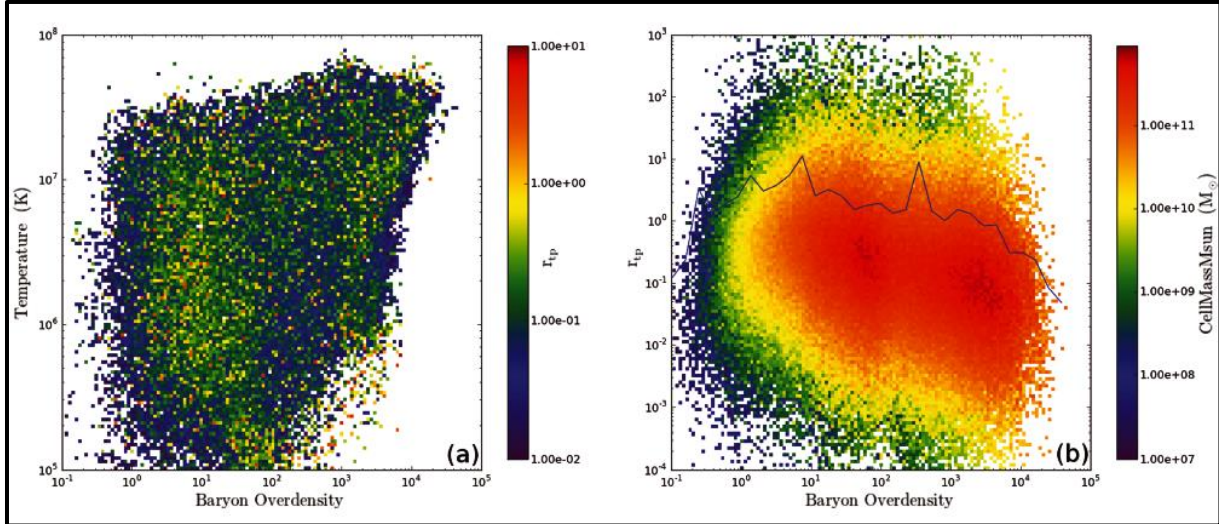 10^8
10^7
10^6
10^5
Temperature (K)
10^-1 10^0 10^1 10^2 10^3 10^4 10^5
Baryon Overdensity
(a)
1.00e+01
1.00e+00
1.00e-01
1.00e-02
r_tp
10^3
10^2
10^1
10^0
10^-1
10^-2
10^-3
10^-4
r_tp
10^-1 10^0 10^1 10^2 10^3 10^4 10^5
Baryon Overdensity
(b)
1.00e+11
1.00e+10
1.00e+09
1.00e+08
1.00e+07
CellMassMsun (M_⊙)